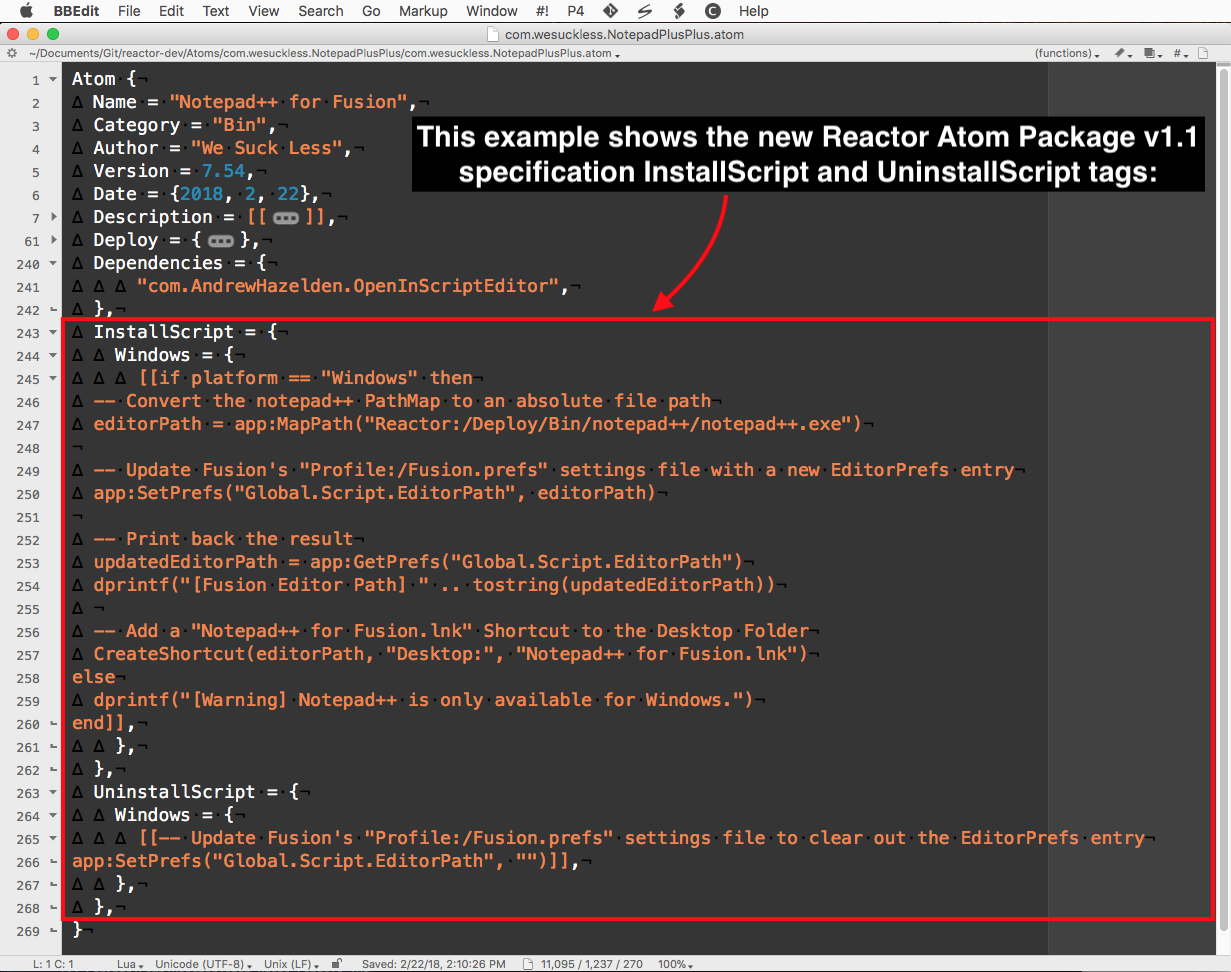 BBEdit File Edit Text View Search Go Markup Window #! P4 Help
com.wesuckless.NotepadPlusPlus.atom
~/Documents/Git/reactor-dev/Atoms/com.wesuckless.NotepadPlusPlus/com.wesuckless.NotepadPlusPlus.atom (functions) #
1 Atom {
2 Name = "Notepad++ for Fusion",
3 Category = "Bin",
4 Author = "We Suck Less",
5 Version = 7.54,
6 Date = {2018, 2, 22},
This example shows the new Reactor Atom Package v1.1
specification InstallScript and UninstallScript tags:
7 Description = [[ ••• ]],
61 Deploy = { ••• },
240 Dependencies = {
241 "com.AndrewHazelden.OpenInScriptEditor",
242 },
243 InstallScript = {
244 Windows = {
245 [[if platform == "Windows" then
246 -- Convert the notepad++ PathMap to an absolute file path
247 editorPath = app:MapPath("Reactor:/Deploy/Bin/notepad++/notepad++.exe")
248
249 -- Update Fusion's "Profile:/Fusion.prefs" settings file with a new EditorPrefs entry
250 app:SetPrefs("Global.Script.EditorPath", editorPath)
251
252 -- Print back the result
253 updatedEditorPath = app:GetPrefs("Global.Script.EditorPath")
254 dprintf("[Fusion Editor Path] " .. tostring(updatedEditorPath))
255
256 -- Add a "Notepad++ for Fusion.lnk" Shortcut to the Desktop Folder
257 CreateShortcut(editorPath, "Desktop:", "Notepad++ for Fusion.lnk")
258 else
259 dprintf("[Warning] Notepad++ is only available for Windows.")
260 end]],
261 },
262 },
263 UninstallScript = {
264 Windows = {
265 [[-- Update Fusion's "Profile:/Fusion.prefs" settings file to clear out the EditorPrefs entry
266 app:SetPrefs("Global.Script.EditorPath", "")]],
267 },
268 },
269 }
L: 1 C: 1 Lua Unicode (UTF-8) Unix (LF) Saved: 2/22/18, 2:10:26 PM 11,095 / 1,237 / 270 100%